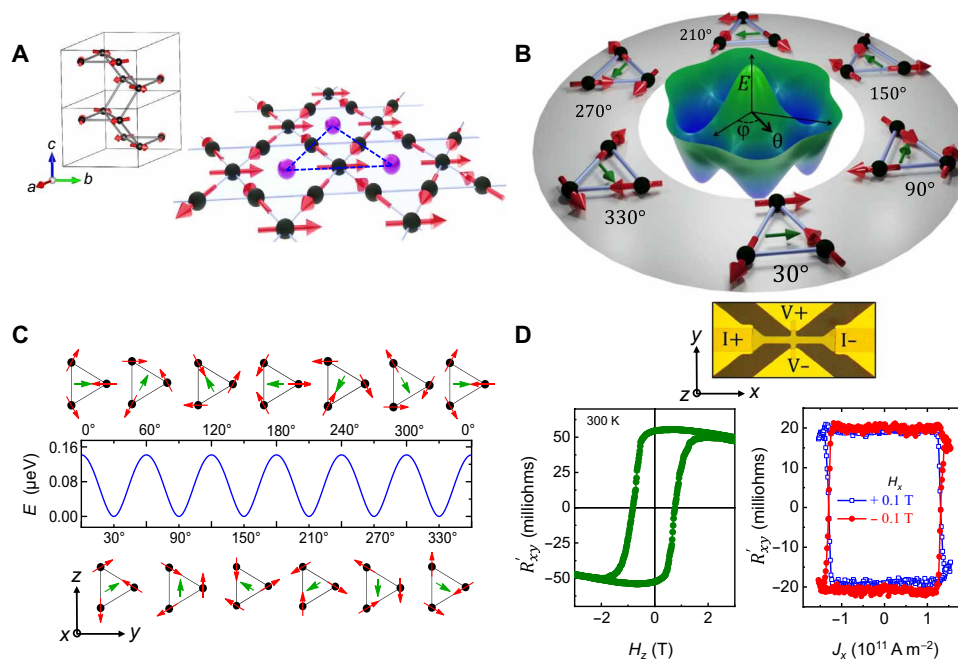 A
c
a
b
B
210°
E
φ
θ
270°
150°
330°
90°
30°
C
0° 60° 120° 180° 240° 300° 0°
E (μeV)
0.16
0.08
0.00
30° 90° 150° 210° 270° 330°
z
x
y
D
V+
I+ I−
V−
y
z
x
300 K
R′xy (milliohms)
50
25
0
−25
−50
−2 0 2
Hz (T)
R′xy (milliohms)
20
10
0
−10
−20
Hx
+ 0.1 T
− 0.1 T
−1 0 1
Jx (10¹¹ A m⁻²)